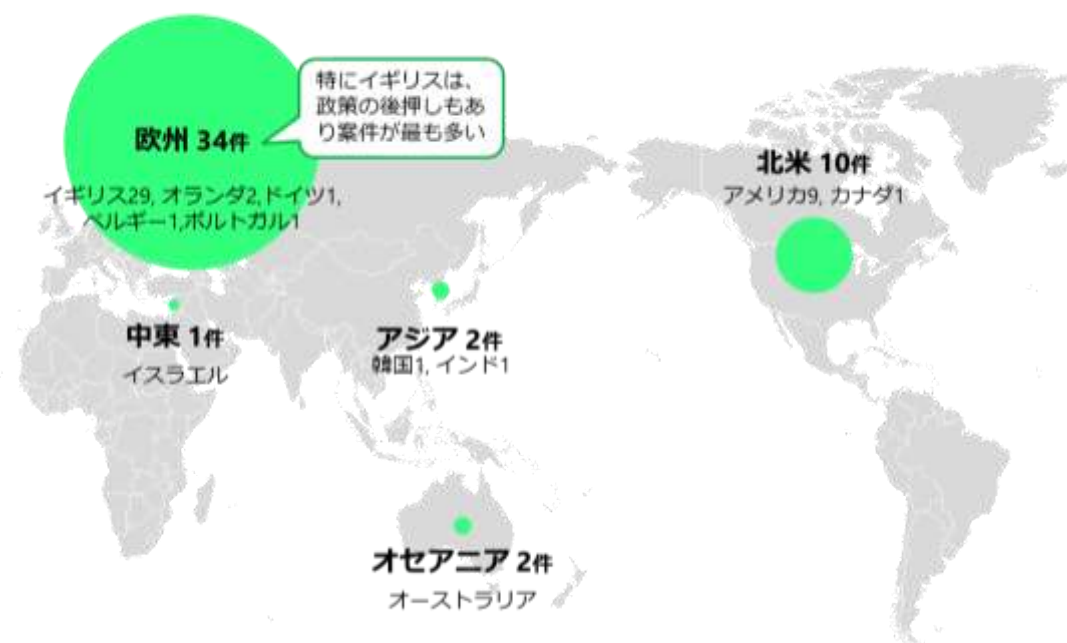 特にイギリスは、
政策の後押しもあ
り案件が最も多い
欧州 34件
イギリス29, オランダ2,ドイツ1,
ベルギー1,ポルトガル1
北米 10件
アメリカ9, カナダ1
中東 1件
イスラエル
アジア 2件
韓国1, インド1
オセアニア 2件
オーストラリア